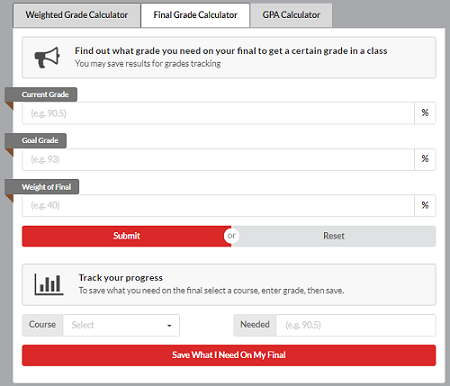 Weighted Grade Calculator
Final Grade Calculator
GPA Calculator
Find out what grade you need on your final to get a certain grade in a class
You may save results for grades tracking
Current Grade
(e.g. 90.5)
%
Goal Grade
(e.g. 93)
%
Weight of Final
(e.g. 40)
%
Submit
or
Reset
Track your progress
To save what you need on the final select a course, enter grade, then save.
Course
Select
Needed
(e.g. 90.5)
Save What I Need On My Final